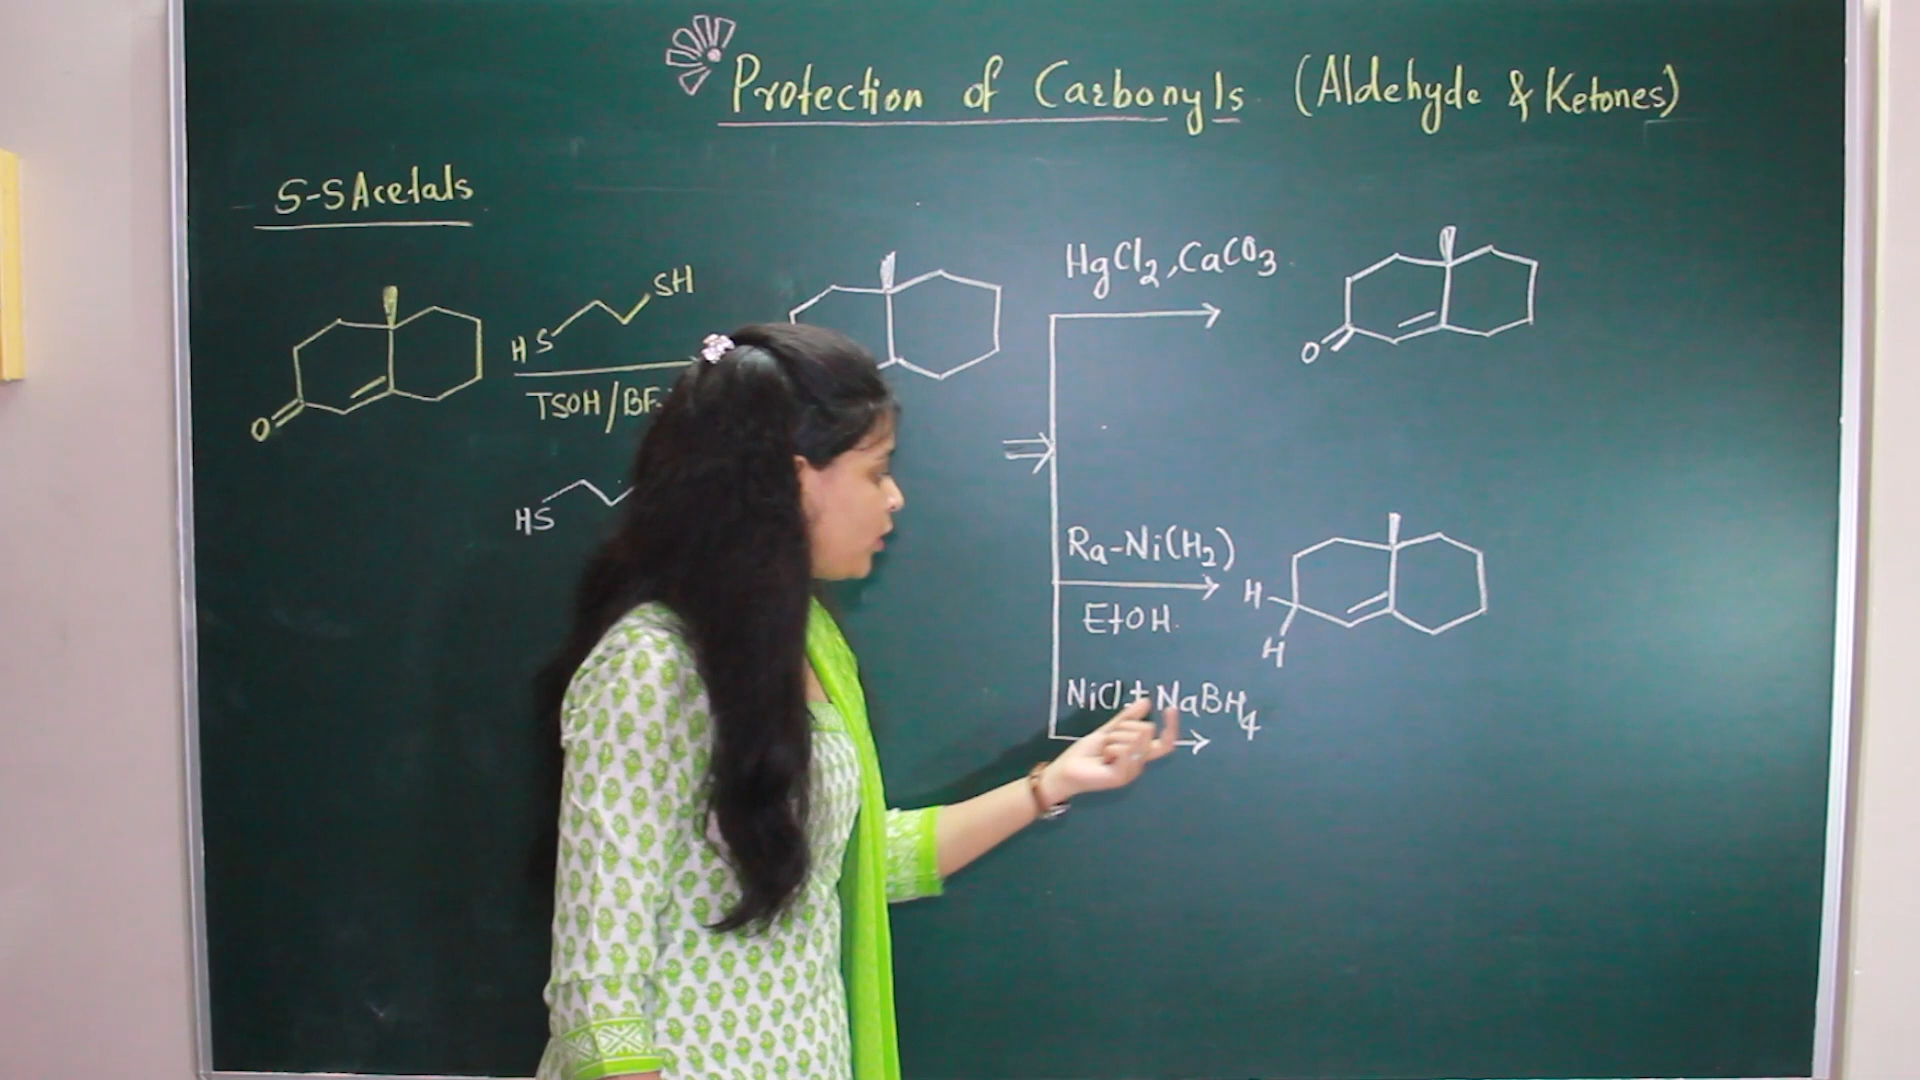 Protection of Carbonyls (Aldehyde & Ketones)
S-S Acetals
SH
HS
TSOH/BF
O
HS
HgCl2, CaCO3
O
Ra-Ni(H2)
EtOH.
H
H
NiCl + NaBH4